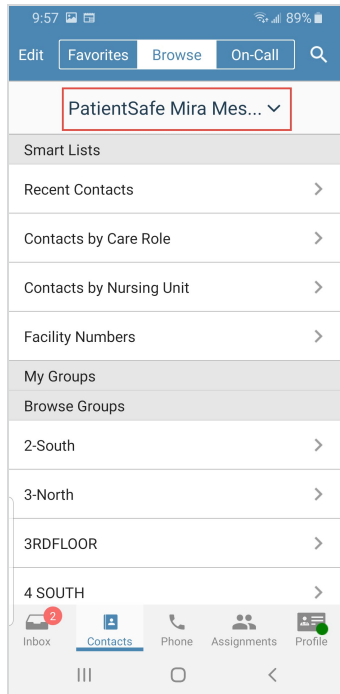 9:57 89%
Edit Favorites Browse On-Call
PatientSafe Mira Mes...
Smart Lists
Recent Contacts
Contacts by Care Role
Contacts by Nursing Unit
Facility Numbers
My Groups
Browse Groups
2-South
3-North
3RDFLOOR
4 SOUTH
2
Inbox Contacts Phone Assignments Profile